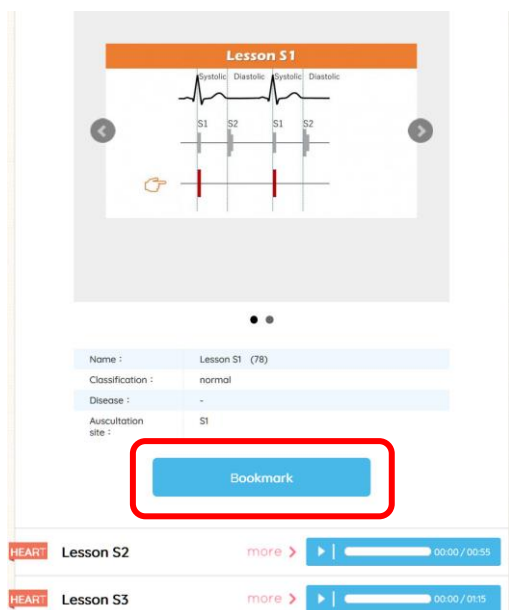 Lesson S1
Systolic Diastolic Systolic Diastolic
S1 S2 S1 S2
Name : Lesson S1 (78)
Classification : normal
Disease : -
Auscultation site : S1
Bookmark
HEART Lesson S2 more > 00:00 / 00:55
HEART Lesson S3 more > 00:00 / 01:15